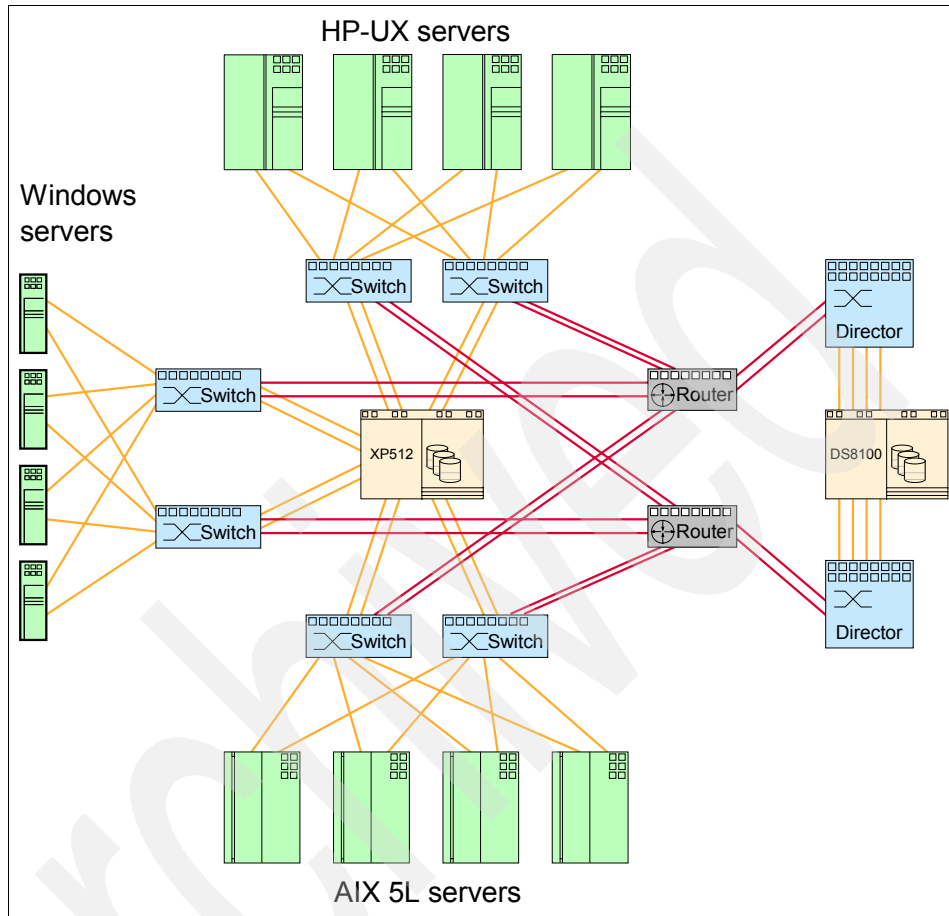 HP-UX servers
Windows
servers
Switch
Switch
Director
Switch
Router
XP512
DS8100
Switch
Router
Switch
Switch
Director
AIX 5L servers
rchived